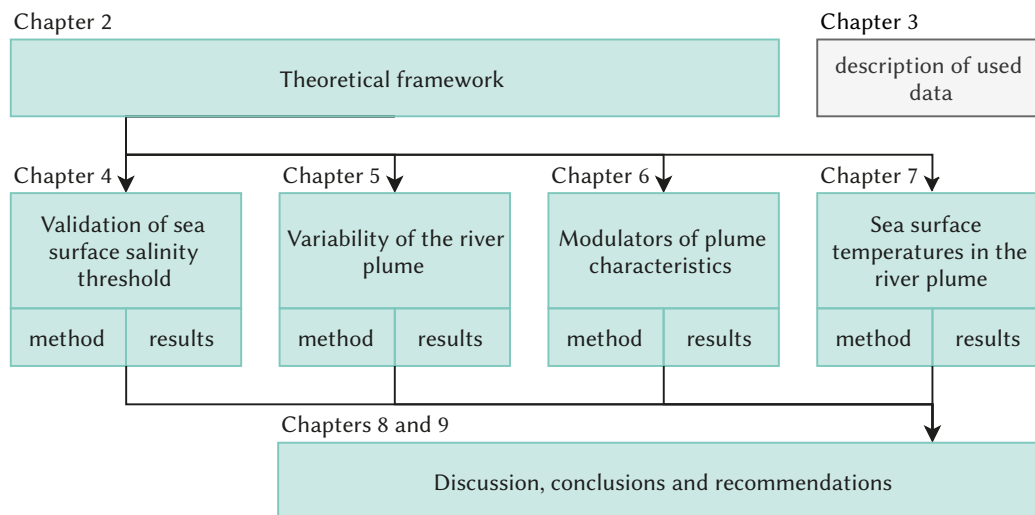 Chapter 2
Theoretical framework
Chapter 3
description of used
data
Chapter 4
Validation of sea
surface salinity
threshold
method
results
Chapter 5
Variability of the river
plume
method
results
Chapter 6
Modulators of plume
characteristics
method
results
Chapter 7
Sea surface
temperatures in the
river plume
method
results
Chapters 8 and 9
Discussion, conclusions and recommendations